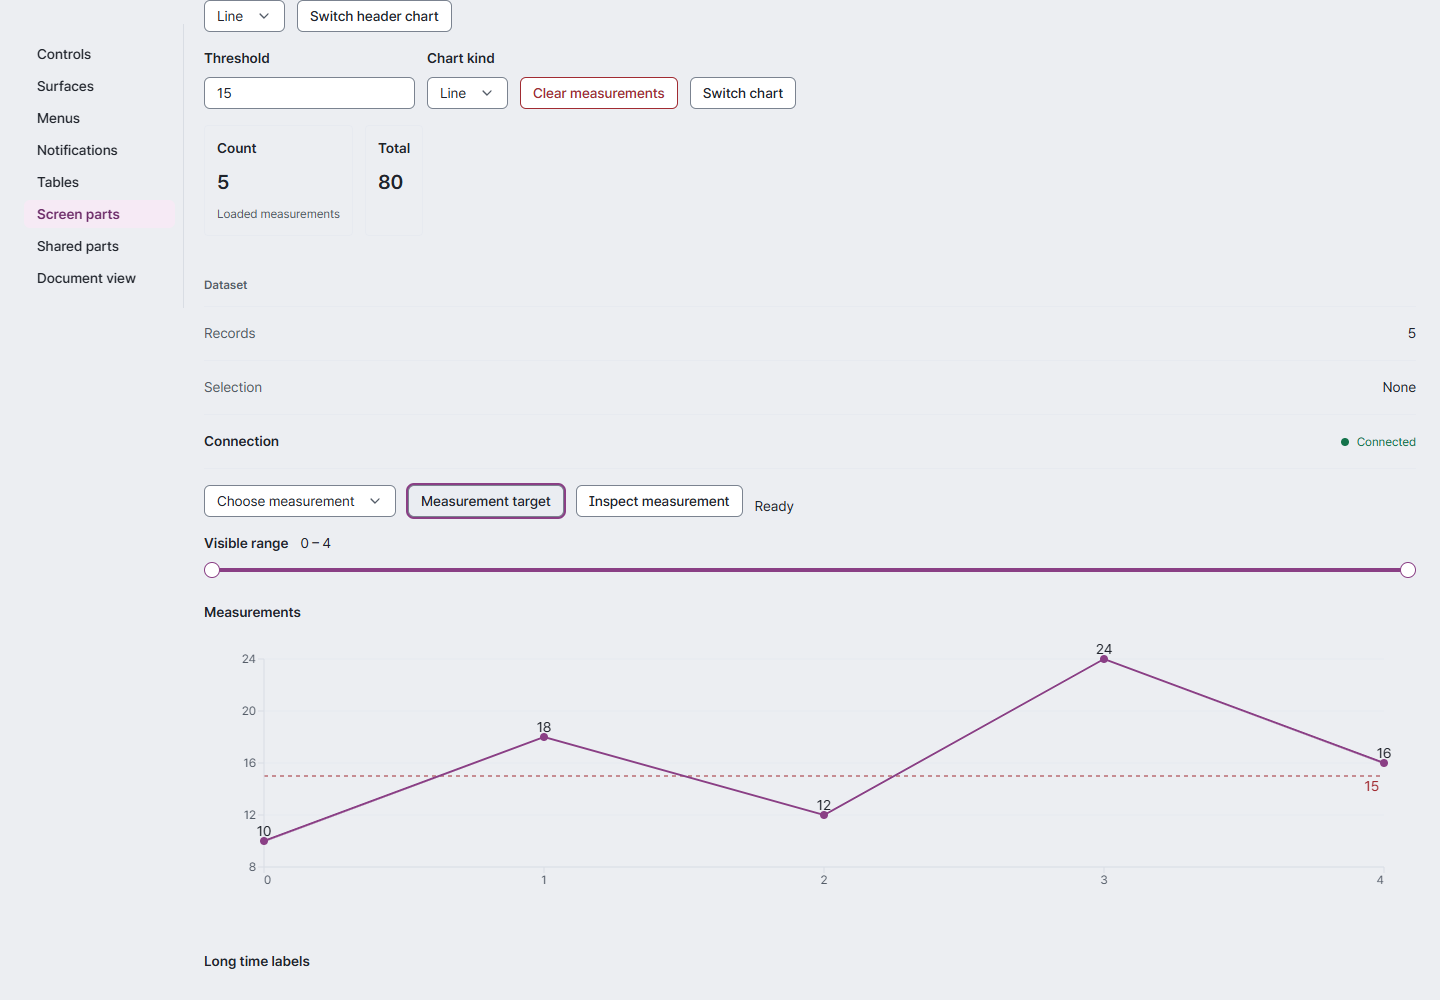 Line
Switch header chart
Controls
Surfaces
Menus
Notifications
Tables
Screen parts
Shared parts
Document view
Threshold
Chart kind
15
Line
Clear measurements
Switch chart
Count
5
Loaded measurements
Total
80
Dataset
Records
5
Selection
None
Connection
Connected
Choose measurement
Measurement target
Inspect measurement
Ready
Visible range 0 – 4
Measurements
24
20
16
12
8
10
18
12
24
16
15
0
1
2
3
4
Long time labels